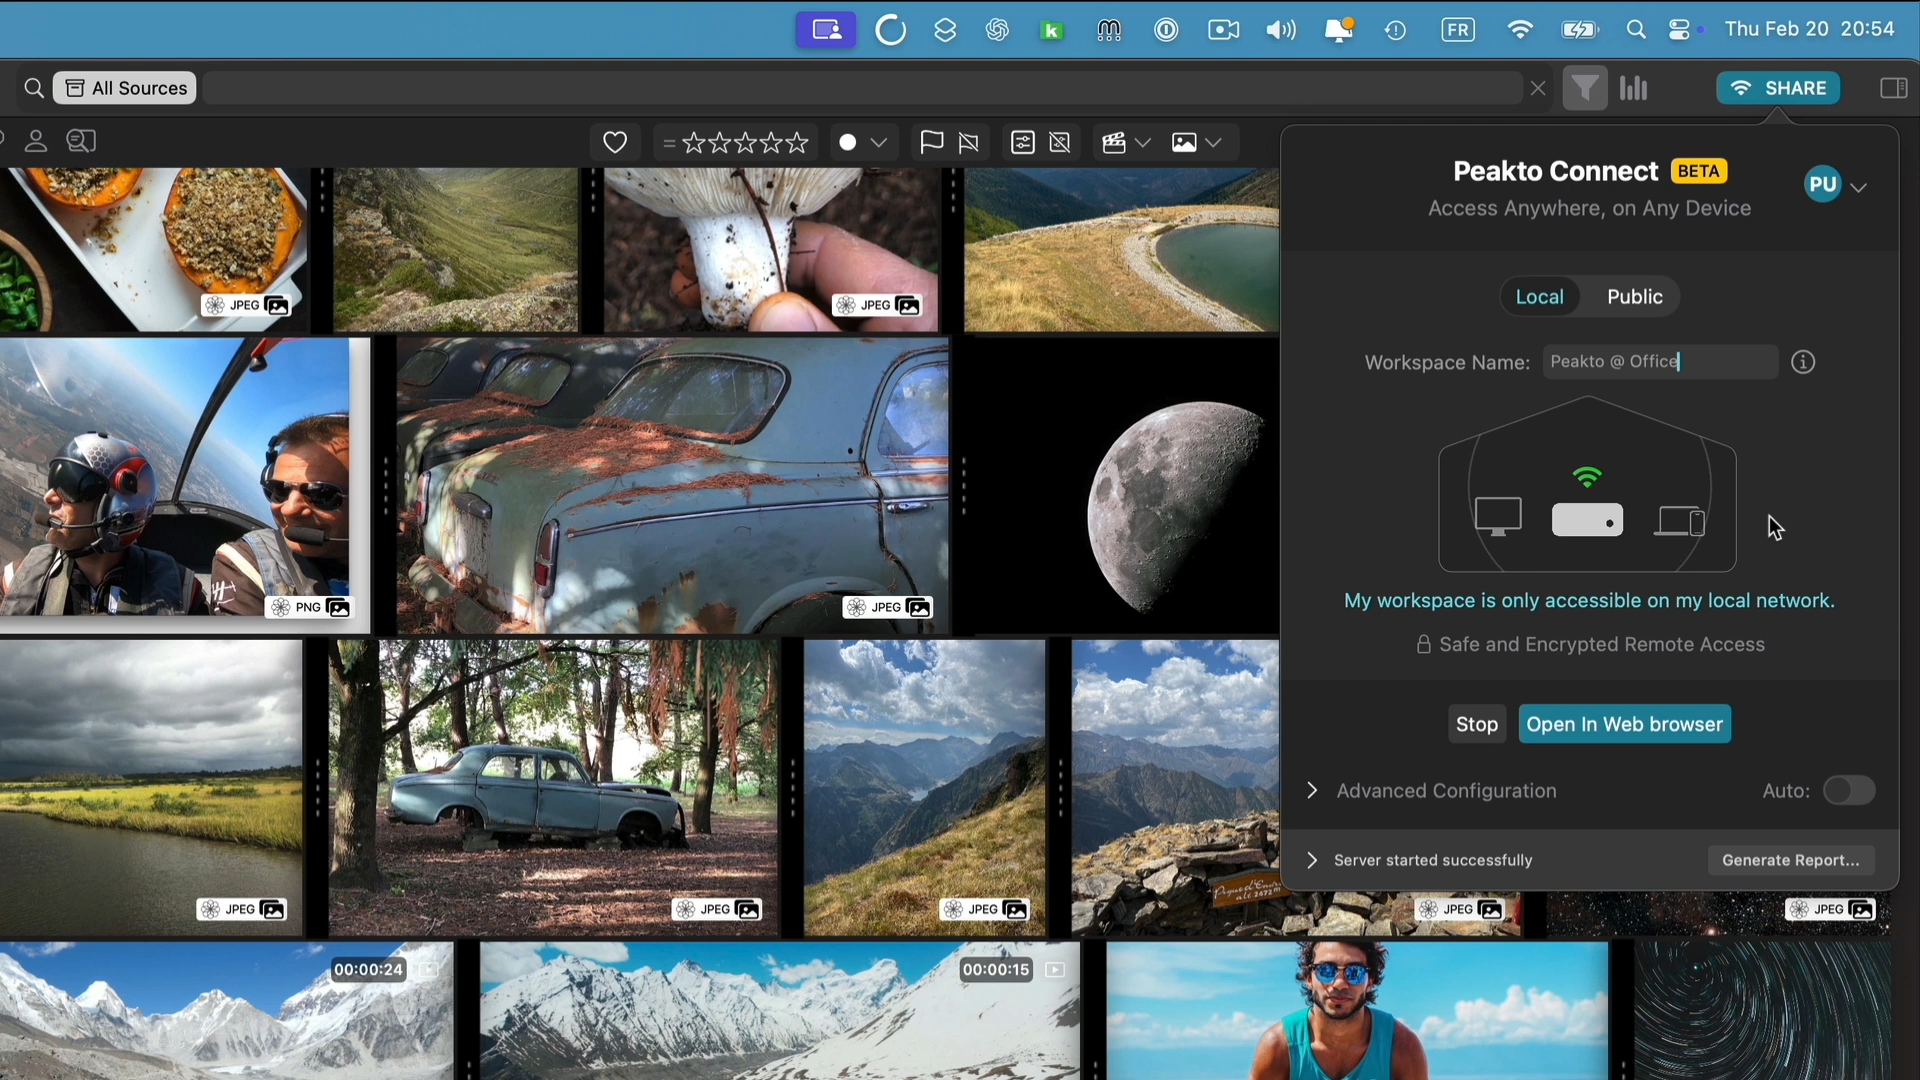 FR
Thu Feb 20 20:54
All Sources
SHARE
Peakto Connect BETA
PU
Access Anywhere, on Any Device
Local
Public
Workspace Name: Peakto @ Office
My workspace is only accessible on my local network.
Safe and Encrypted Remote Access
Stop
Open In Web browser
Advanced Configuration
Auto:
Server started successfully
Generate Report...
JPEG
JPEG
PNG
JPEG
JPEG
JPEG
JPEG
JPEG
JPEG
00:00:24
00:00:15